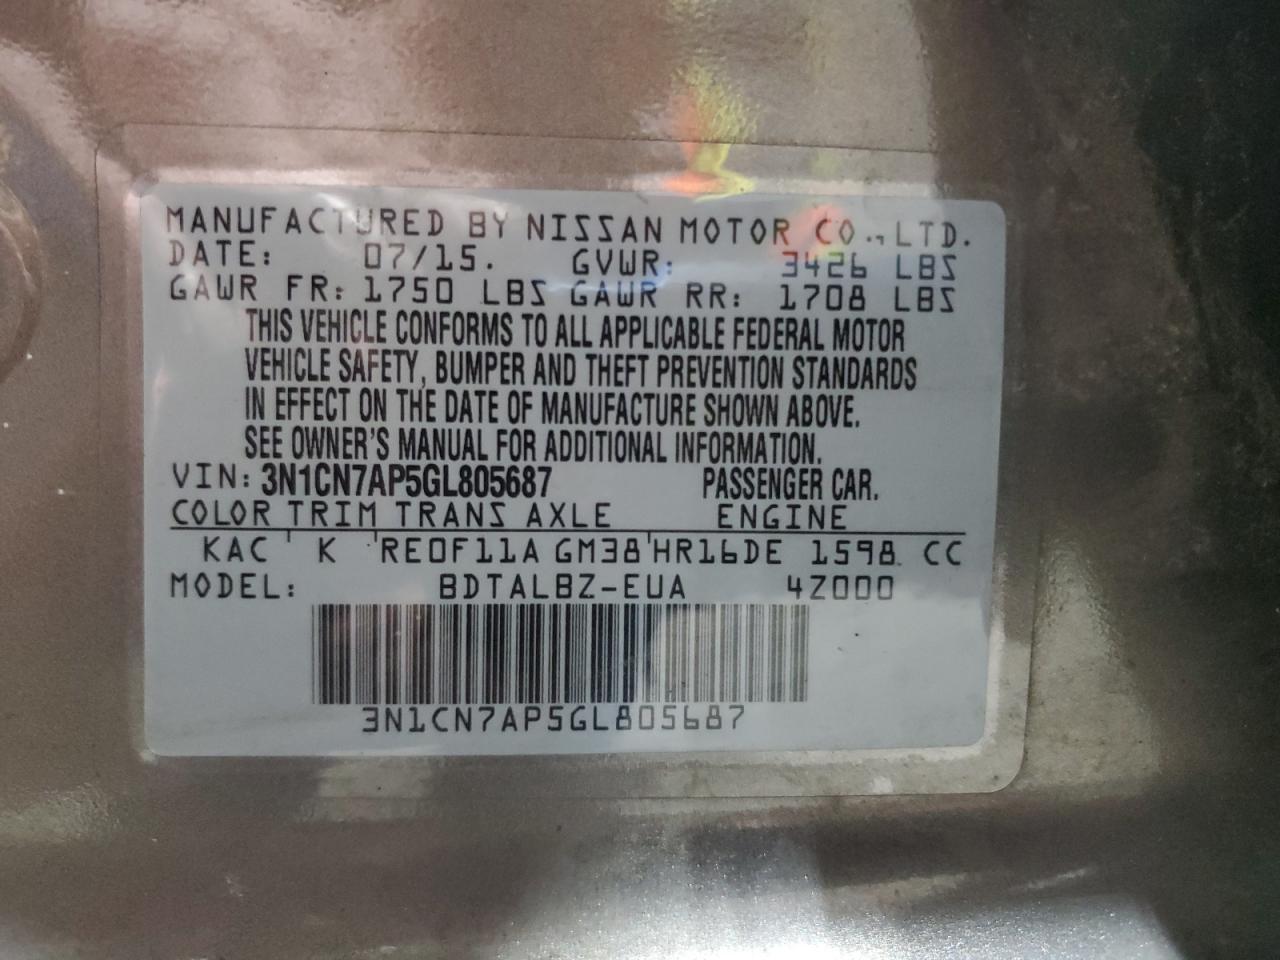 MANUFACTURED BY NISSAN MOTOR CO., LTD.
DATE: 07/15. GVWR: 3426 LBS
GAWR FR: 1750 LBS GAWR RR: 1708 LBS
THIS VEHICLE CONFORMS TO ALL APPLICABLE FEDERAL MOTOR
VEHICLE SAFETY, BUMPER AND THEFT PREVENTION STANDARDS
IN EFFECT ON THE DATE OF MANUFACTURE SHOWN ABOVE.
SEE OWNER'S MANUAL FOR ADDITIONAL INFORMATION.
VIN: 3N1CN7AP5GL805687 PASSENGER CAR.
COLOR TRIM TRANS AXLE ENGINE
KAC ' K 'RE0F11A GM38'HR16DE 1598 CC
MODEL: BDTALBZ-EUA 4Z000
3N1CN7AP5GL805687